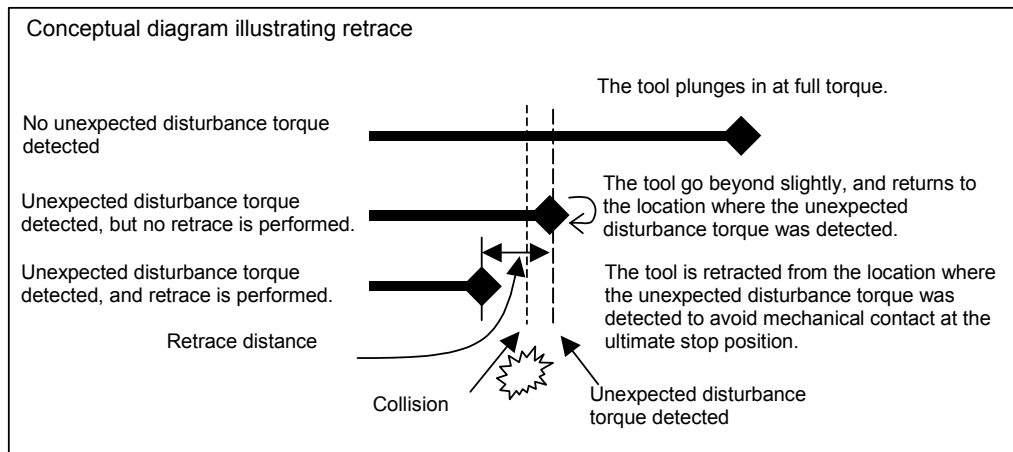 Conceptual diagram illustrating retrace
The tool plunges in at full torque.
No unexpected disturbance torque
detected
Unexpected disturbance torque
detected, but no retrace is performed.
The tool go beyond slightly, and returns to
the location where the unexpected
disturbance torque was detected.
Unexpected disturbance torque
detected, and retrace is performed.
The tool is retracted from the location where
the unexpected disturbance torque was
detected to avoid mechanical contact at the
ultimate stop position.
Retrace distance
Collision
Unexpected disturbance
torque detected